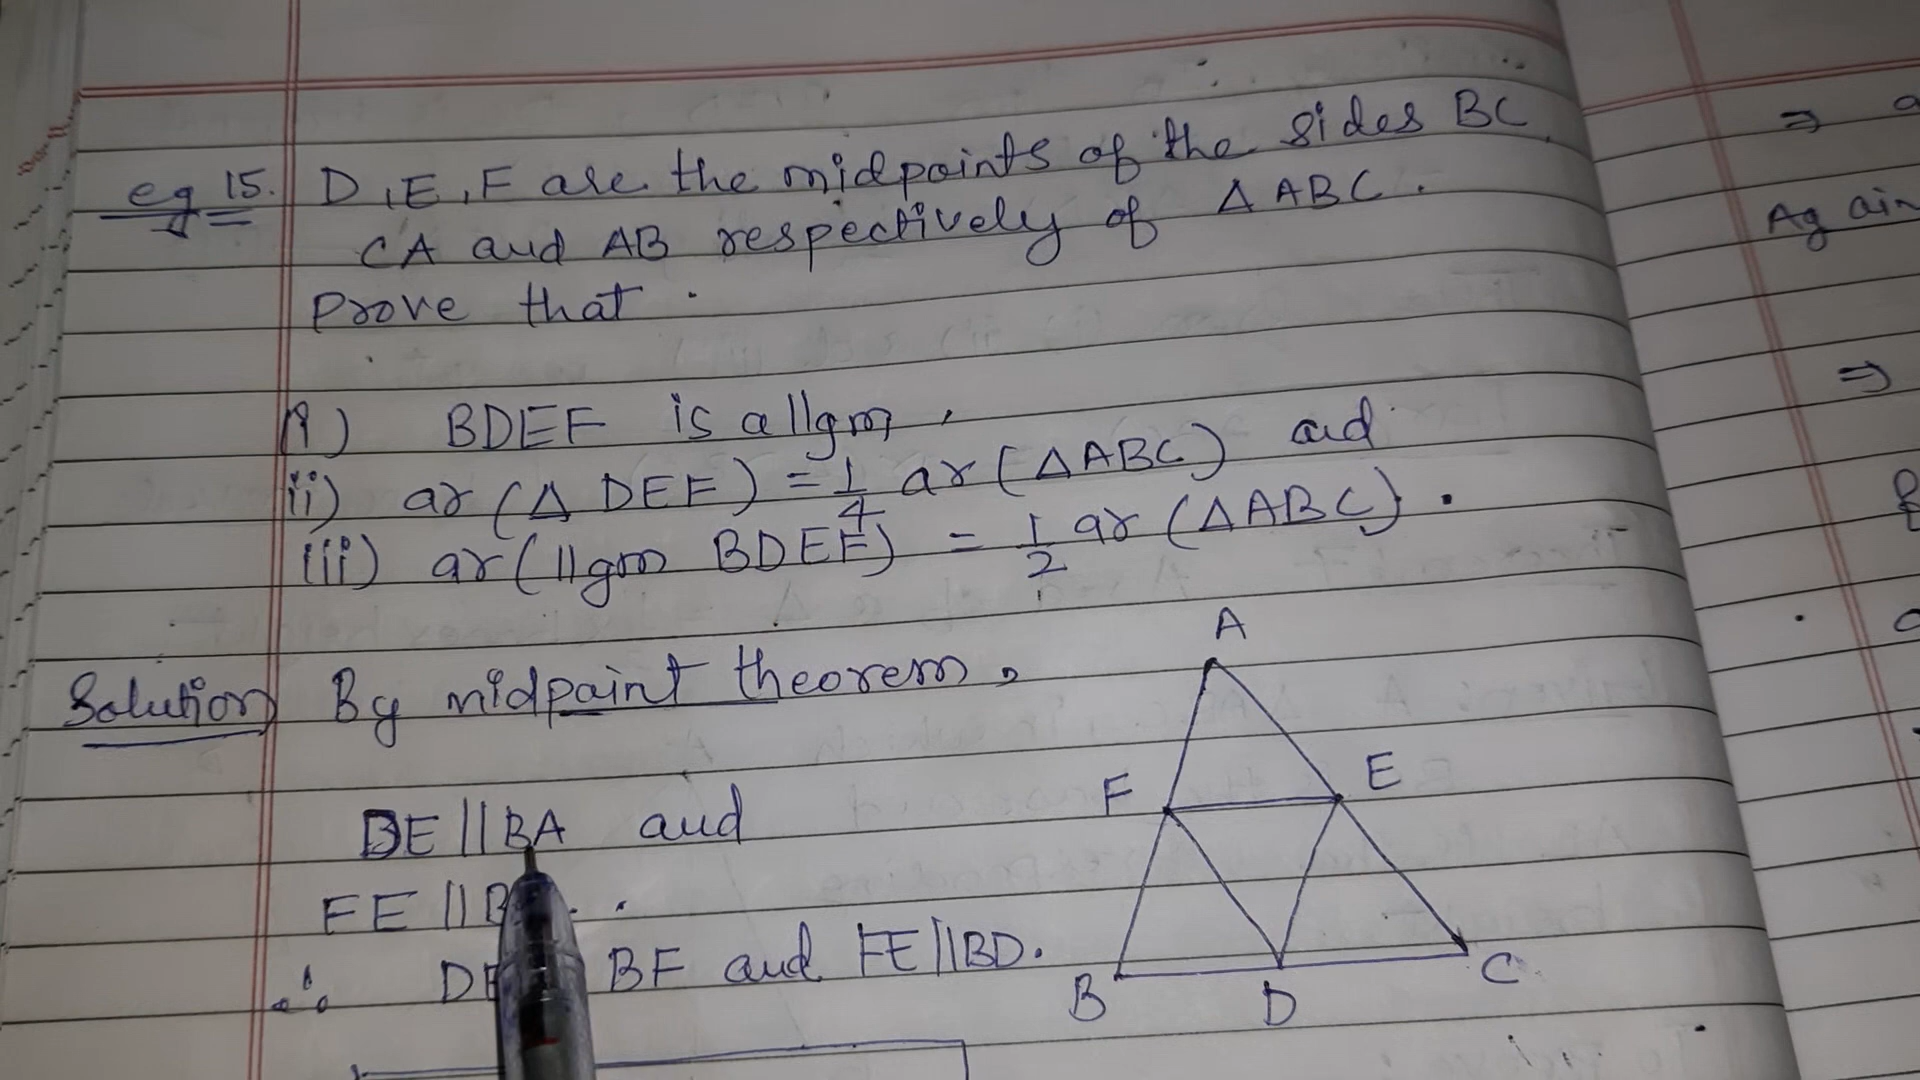 eg 15. D, E, F are the midpoints of the sides BC,
CA and AB respectively of Δ ABC.
Prove that
i) BDEF is a llgm,
ii) ar (Δ DEF) = 1/4 ar (Δ ABC) and
(iii) ar (llgm BDEF) = 1/2 ar (Δ ABC).
Solution By midpoint theorem,
DE || BA and
FE ||
∴ BF and FE || BD.
A
F
E
B
D
C
⇒
Again
⇒